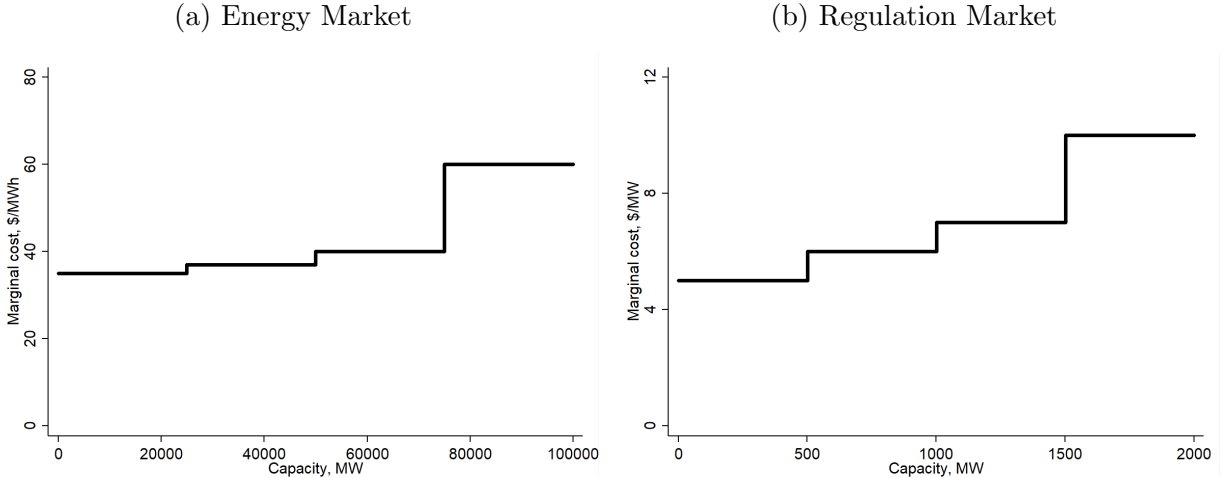 (a) Energy Market
80
60
40
20
0
Marginal cost, $/MWh
0 20000 40000 60000 80000 100000
Capacity, MW
(b) Regulation Market
12
8
4
0
Marginal cost, $/MW
0 500 1000 1500 2000
Capacity, MW